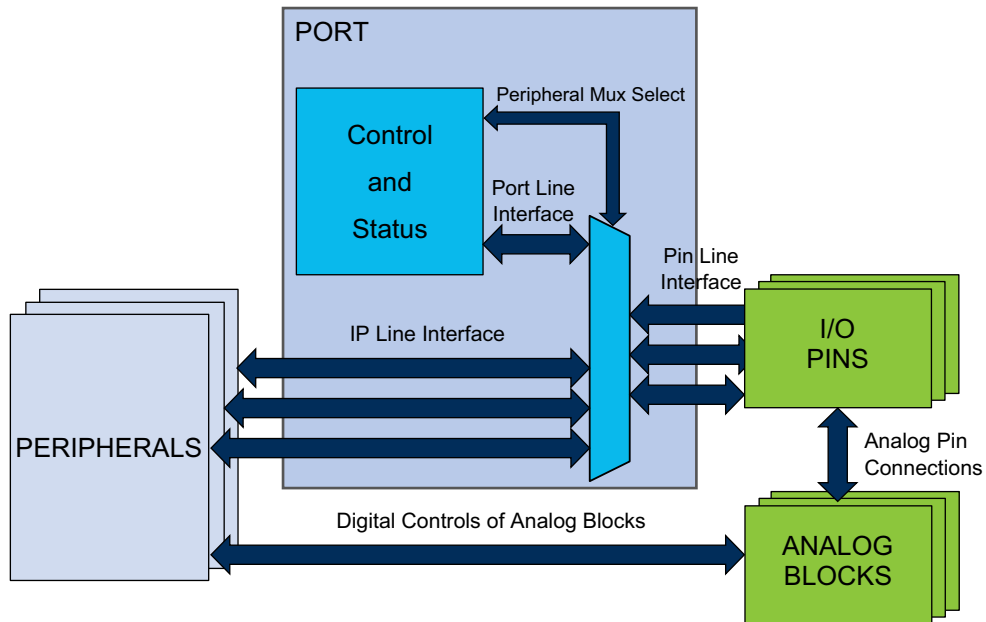 PORT
Peripheral Mux Select
Control
and
Status
Port Line
Interface
Pin Line
Interface
I/O
PINS
IP Line Interface
PERIPHERALS
Analog Pin
Connections
Digital Controls of Analog Blocks
ANALOG
BLOCKS